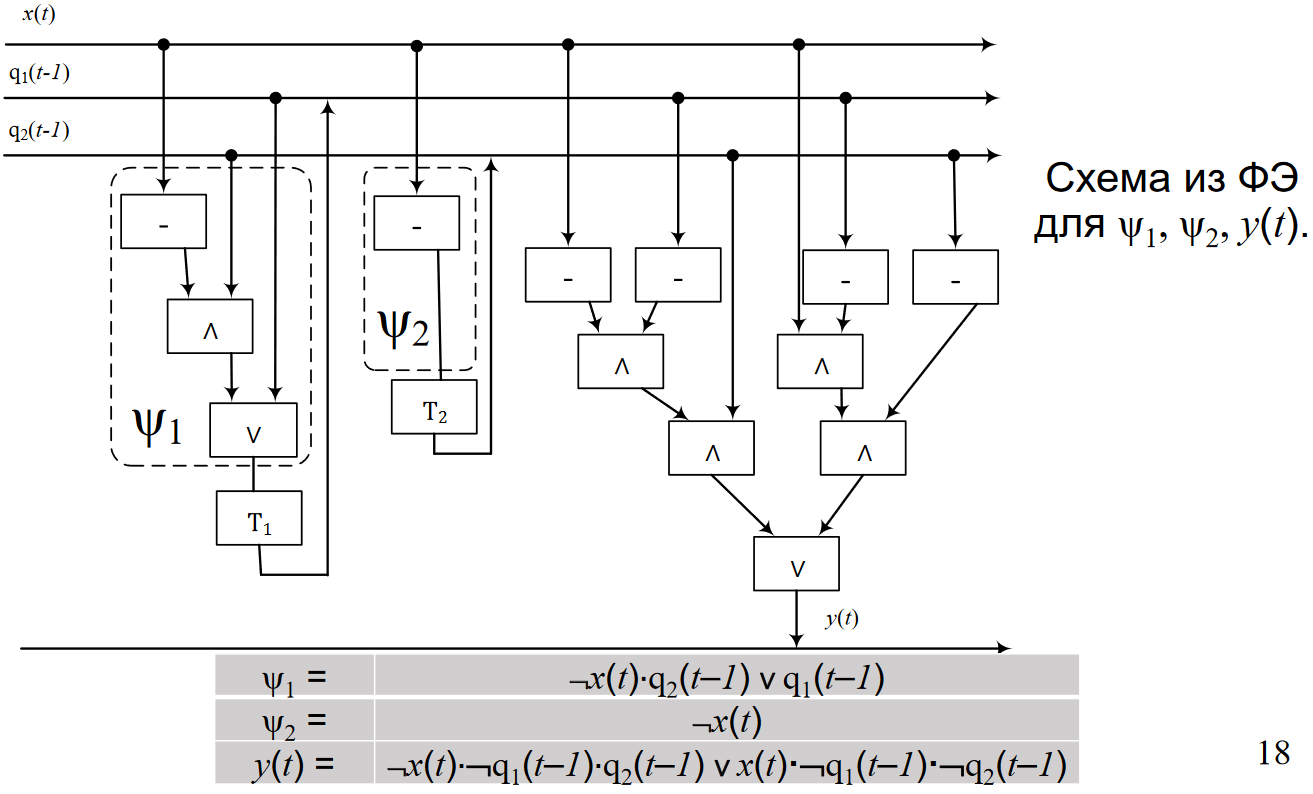 x(t)
q₁(t-1)
q₂(t-1)
Схема из ФЭ
для ψ₁, ψ₂, y(t).
-
-
-
-
-
-
ψ₂
∧
∧
∧
ψ₁
∨
T₂
∧
∧
T₁
∨
y(t)
ψ₁ = ¬x(t)·q₂(t–1) ∨ q₁(t–1)
ψ₂ = ¬x(t)
y(t) = ¬x(t)·¬q₁(t–1)·q₂(t–1) ∨ x(t)·¬q₁(t–1)·¬q₂(t–1)
18